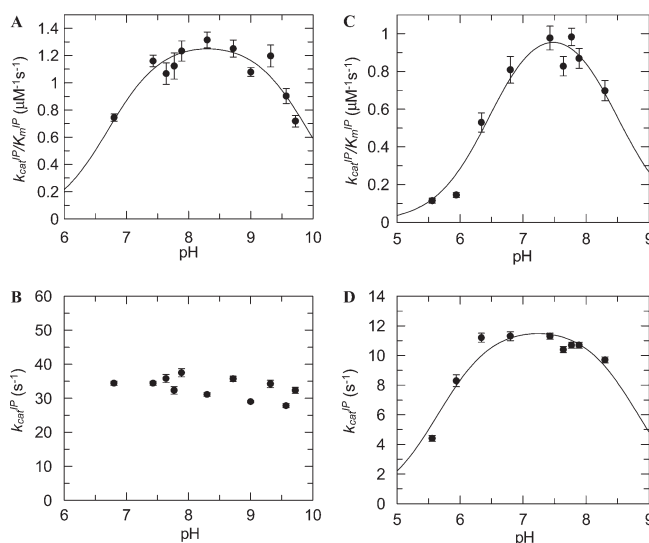 A
k_cat^IP/K_m^IP (µM⁻¹s⁻¹)
1.4
1.2
1
0.8
0.6
0.4
0.2
0
6 7 8 9 10
pH
C
k_cat^IP/K_m^IP (µM⁻¹s⁻¹)
1
0.8
0.6
0.4
0.2
0
5 6 7 8 9
pH
B
k_cat^IP (s⁻¹)
60
50
40
30
20
10
0
6 7 8 9 10
pH
D
k_cat^IP (s⁻¹)
14
12
10
8
6
4
2
0
5 6 7 8 9
pH